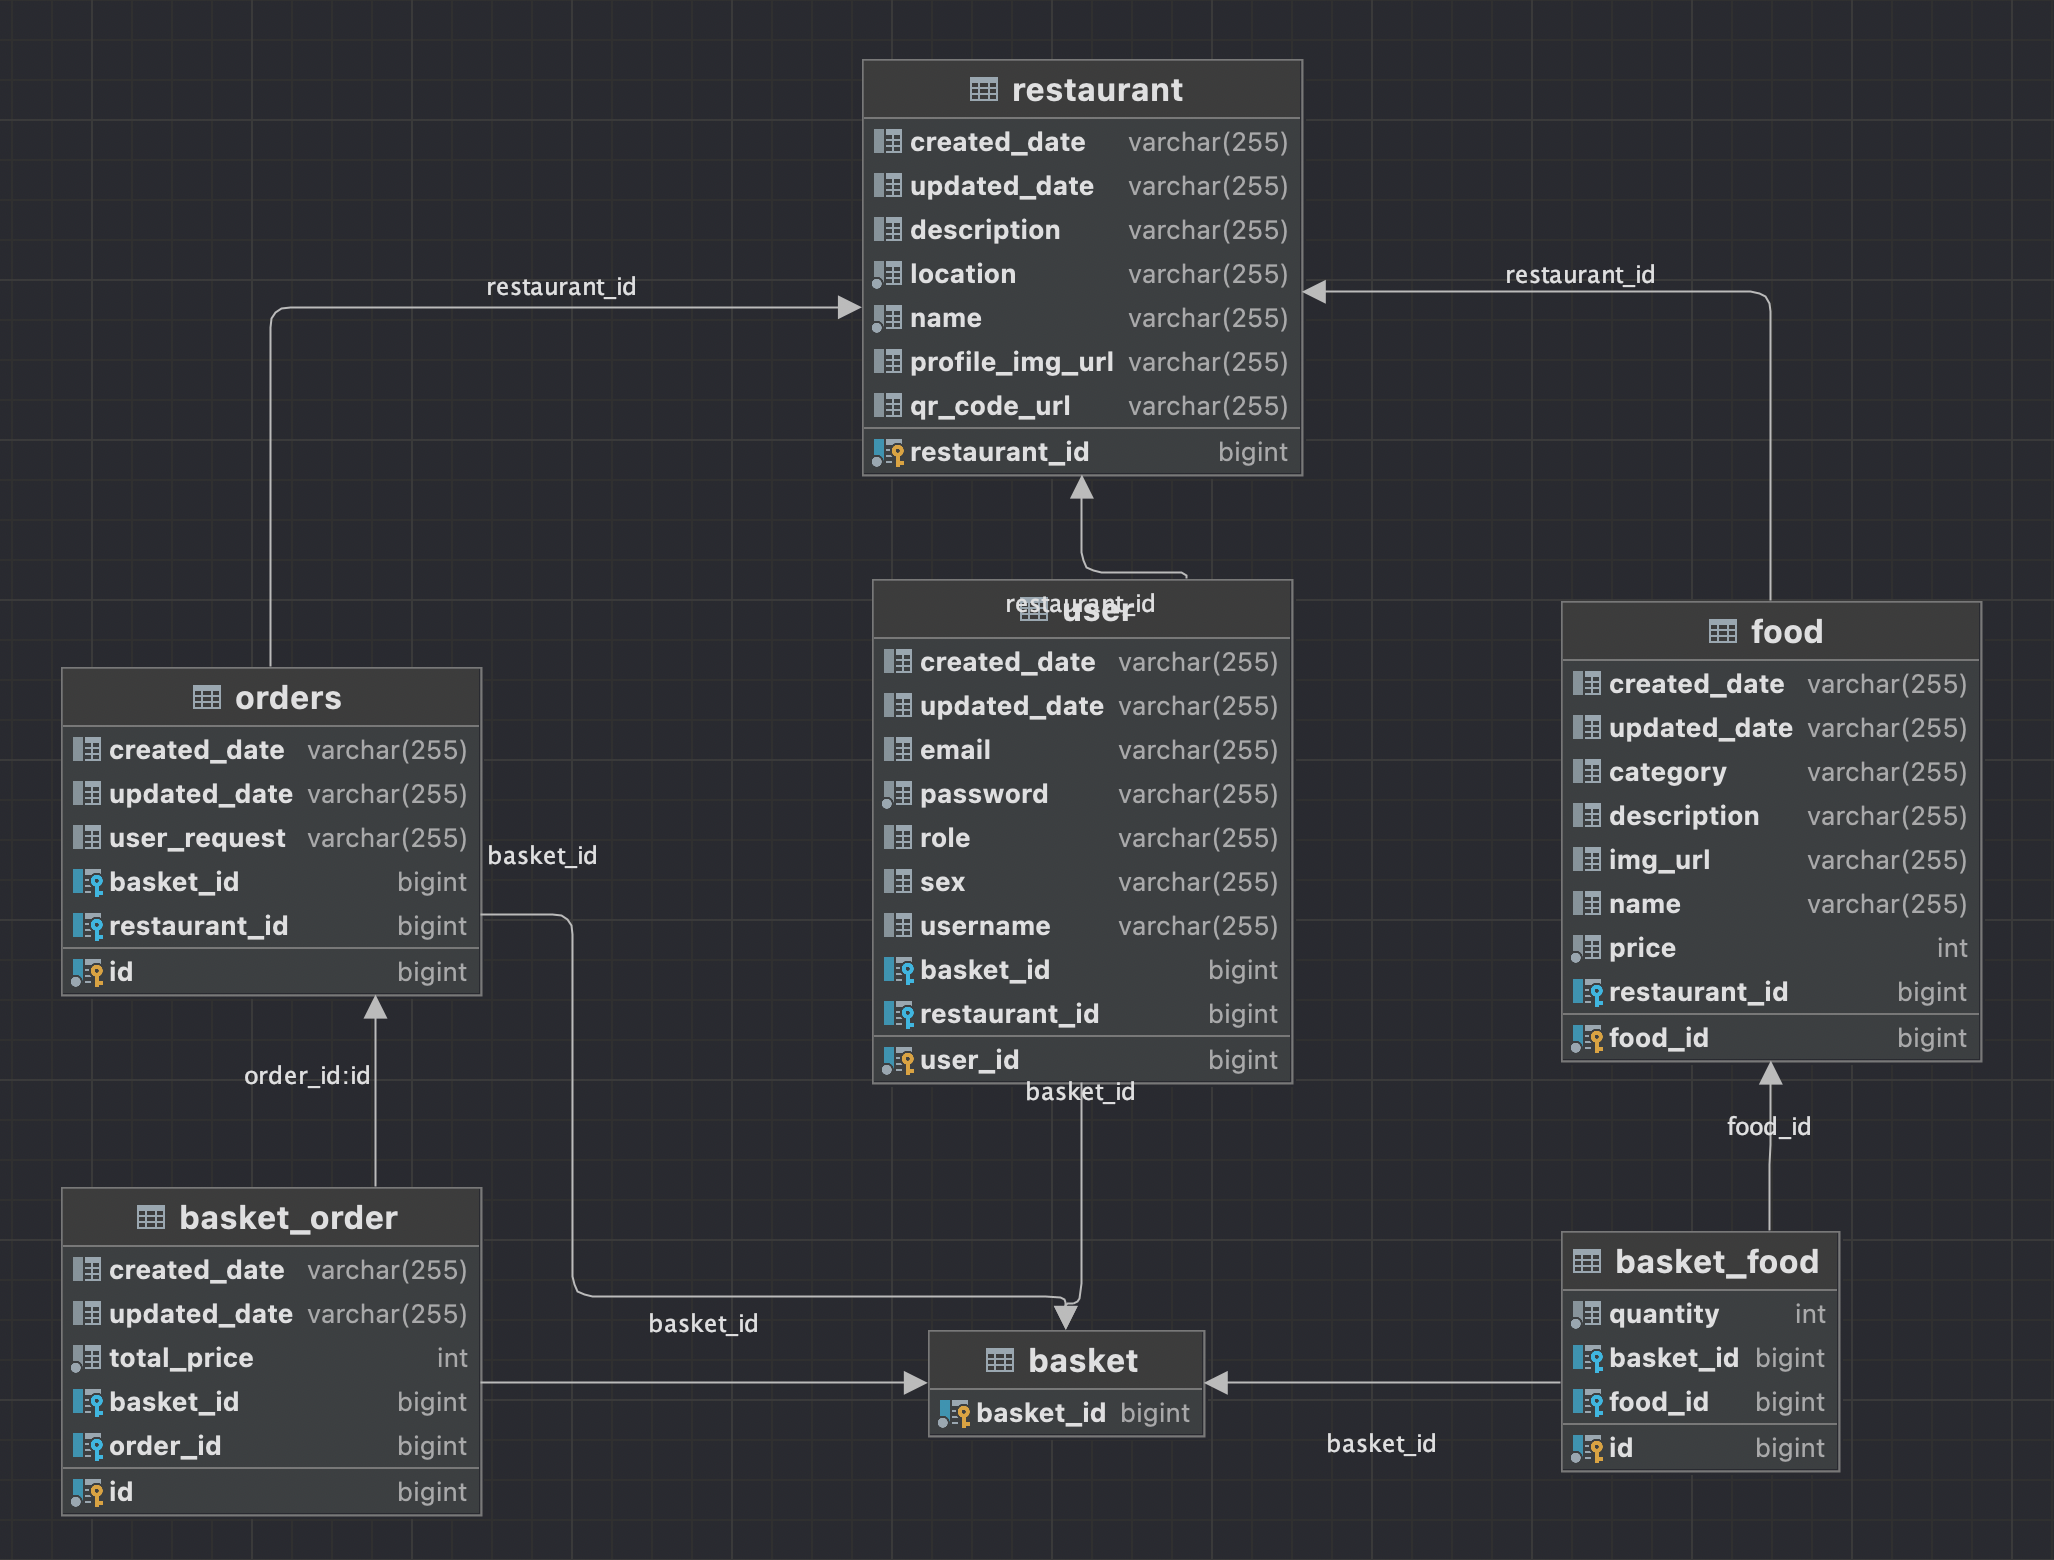 restaurant
created_date varchar(255)
updated_date varchar(255)
description varchar(255)
location varchar(255)
name varchar(255)
profile_img_url varchar(255)
qr_code_url varchar(255)
restaurant_id bigint
restaurant_id
restaurant_id
restaurant_id
user
created_date varchar(255)
updated_date varchar(255)
email varchar(255)
password varchar(255)
role varchar(255)
sex varchar(255)
username varchar(255)
basket_id bigint
restaurant_id bigint
user_id bigint
basket_id
food
created_date varchar(255)
updated_date varchar(255)
category varchar(255)
description varchar(255)
img_url varchar(255)
name varchar(255)
price int
restaurant_id bigint
food_id bigint
food_id
orders
created_date varchar(255)
updated_date varchar(255)
user_request varchar(255)
basket_id bigint
restaurant_id bigint
id bigint
basket_id
order_id:id
basket_order
created_date varchar(255)
updated_date varchar(255)
total_price int
basket_id bigint
order_id bigint
id bigint
basket_id
basket
basket_id bigint
basket_id
basket_food
quantity int
basket_id bigint
food_id bigint
id bigint